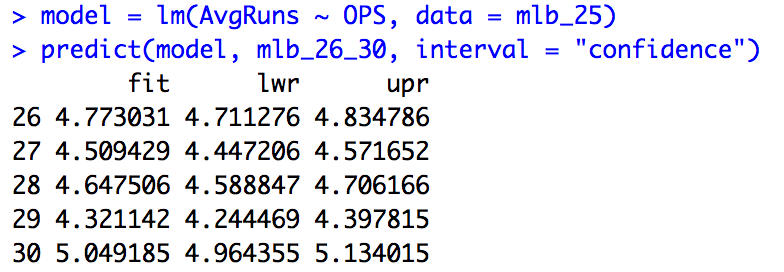 > model = lm(AvgRuns ~ OPS, data = mlb_25)
> predict(model, mlb_26_30, interval = "confidence")
fit lwr upr
26 4.773031 4.711276 4.834786
27 4.509429 4.447206 4.571652
28 4.647506 4.588847 4.706166
29 4.321142 4.244469 4.397815
30 5.049185 4.964355 5.134015